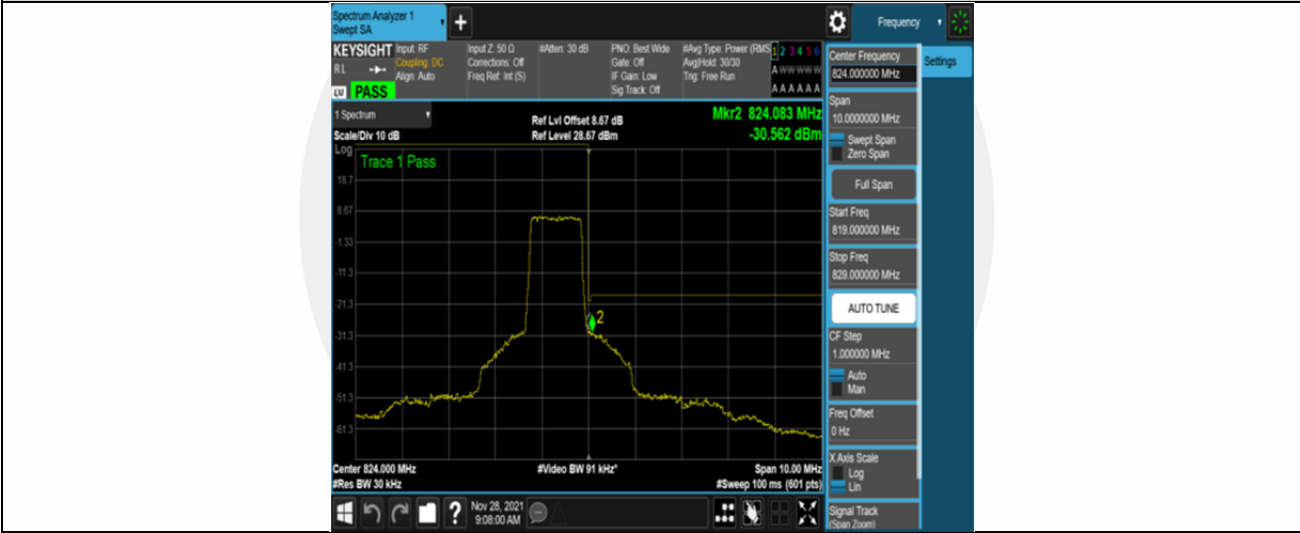 Spectrum Analyzer 1
Swept SA
+
Frequency
KEYSIGHT
RL
LXI
PASS
Input: RF
Coupling: DC
Align: Auto
Input Z: 50 Ω
Corrections: Off
Freq Ref: Int (S)
#Atten: 30 dB
PNO: Best Wide
Gate: Off
IF Gain: Low
Sig Track: Off
#Avg Type: Power (RMS
Avg|Hold: 30/30
Trig: Free Run
1 2 3 4 5 6
A W W W W W
A A A A A A
1 Spectrum
Scale/Div 10 dB
Ref Lvl Offset 8.67 dB
Ref Level 28.67 dBm
Mkr2 824.083 MHz
-30.562 dBm
Log
Trace 1 Pass
18.7
8.67
-1.33
-11.3
-21.3
-31.3
-41.3
-51.3
-61.3
2
Center 824.000 MHz
#Res BW 30 kHz
#Video BW 91 kHz*
Span 10.00 MHz
#Sweep 100 ms (601 pts)
?
Nov 28, 2021
9:08:00 AM
Center Frequency
824.000000 MHz
Span
10.0000000 MHz
Swept Span
Zero Span
Full Span
Start Freq
819.000000 MHz
Stop Freq
829.000000 MHz
AUTO TUNE
CF Step
1.000000 MHz
Auto
Man
Freq Offset
0 Hz
X Axis Scale
Log
Lin
Signal Track
(Span Zoom)
Settings